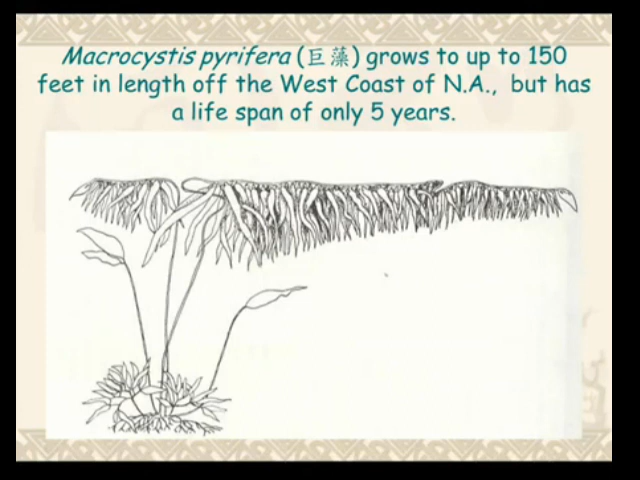 Macrocystis pyrifera (巨藻) grows to up to 150
feet in length off the West Coast of N.A., but has
a life span of only 5 years.